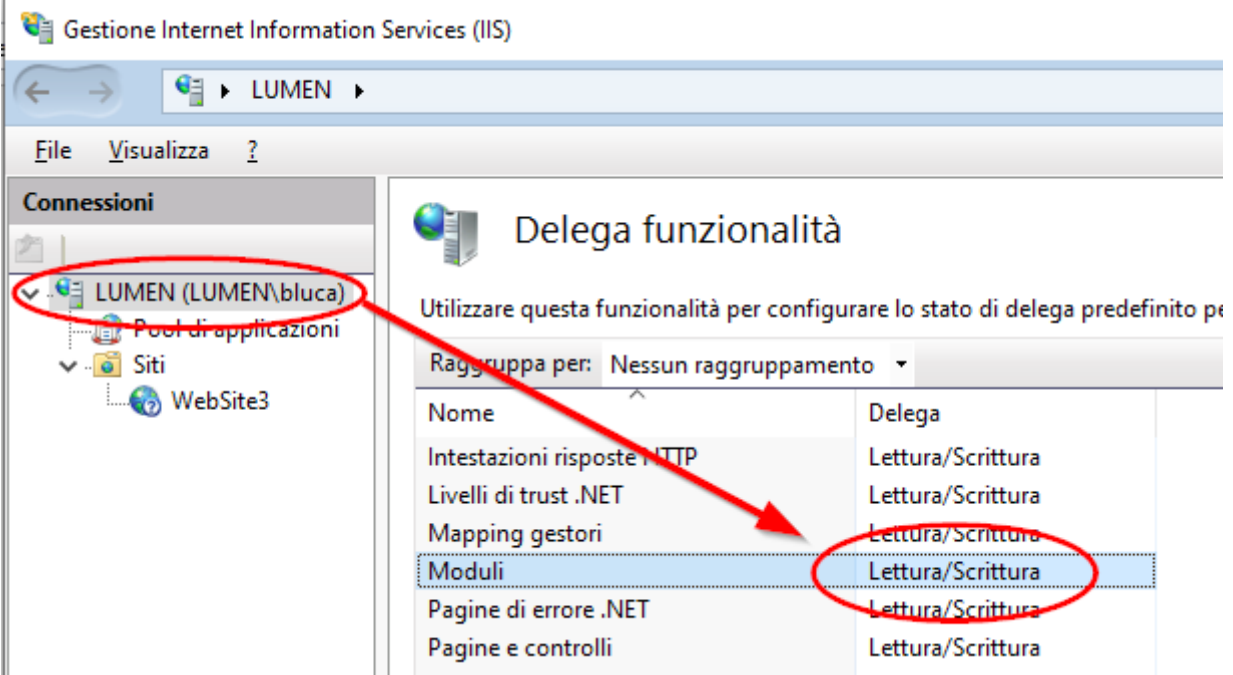 Gestione Internet Information Services (IIS)
LUMEN
File Visualizza ?
Connessioni
LUMEN (LUMEN\bluca)
Pool di applicazioni
Siti
WebSite3
Delega funzionalità
Utilizzare questa funzionalità per configurare lo stato di delega predefinito pe
Raggruppa per: Nessun raggruppamento
Nome Delega
Intestazioni risposte HTTP Lettura/Scrittura
Livelli di trust .NET Lettura/Scrittura
Mapping gestori Lettura/Scrittura
Moduli Lettura/Scrittura
Pagine di errore .NET Lettura/Scrittura
Pagine e controlli Lettura/Scrittura